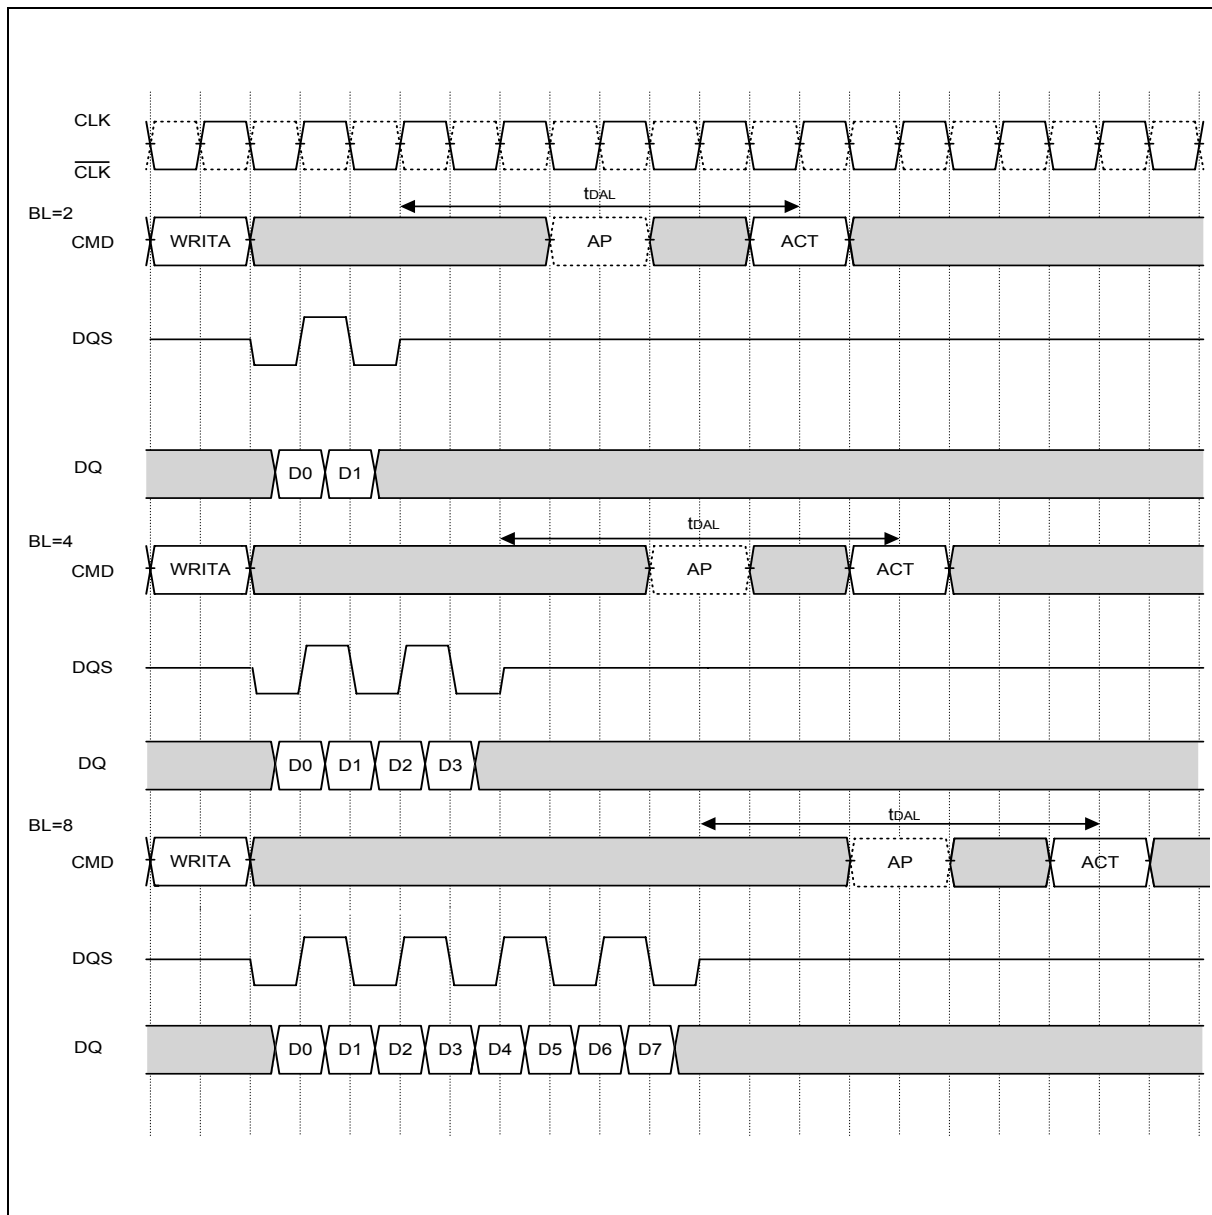 CLK
CLK
tDAL
BL=2
CMD WRITA AP ACT
DQS
DQ D0 D1
tDAL
BL=4
CMD WRITA AP ACT
DQS
DQ D0 D1 D2 D3
tDAL
BL=8
CMD WRITA AP ACT
DQS
DQ D0 D1 D2 D3 D4 D5 D6 D7